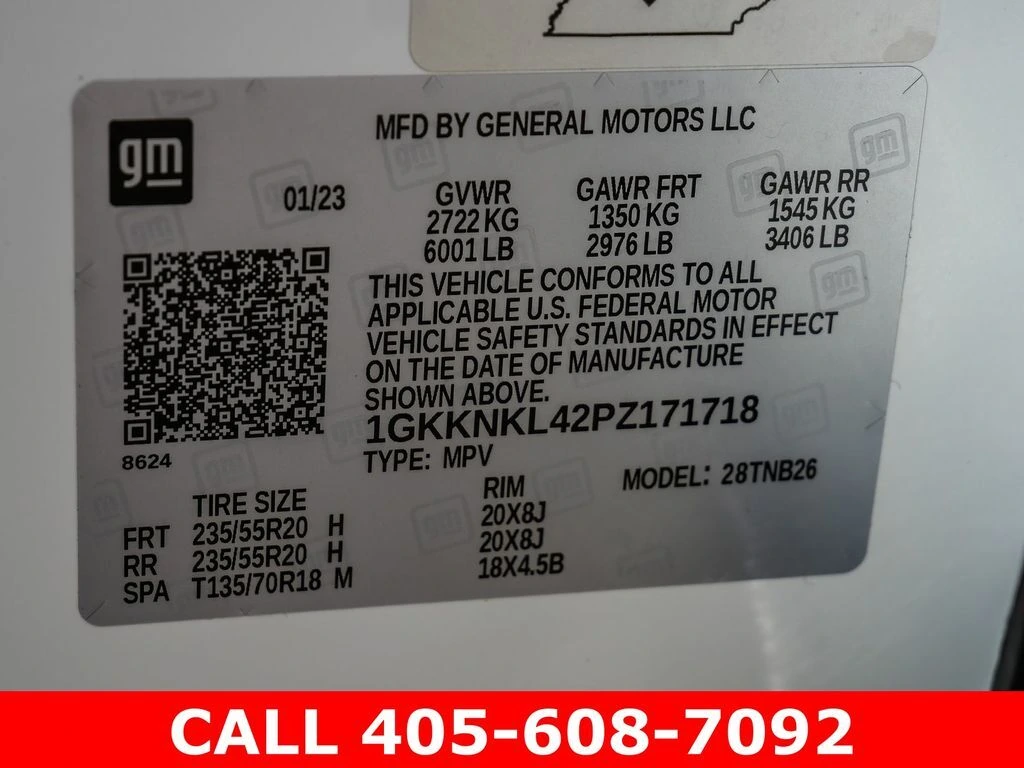 gm
MFD BY GENERAL MOTORS LLC
01/23
GVWR
2722 KG
6001 LB
GAWR FRT
1350 KG
2976 LB
GAWR RR
1545 KG
3406 LB
THIS VEHICLE CONFORMS TO ALL
APPLICABLE U.S. FEDERAL MOTOR
VEHICLE SAFETY STANDARDS IN EFFECT
ON THE DATE OF MANUFACTURE
SHOWN ABOVE.
1GKKNKL42PZ171718
8624
TYPE: MPV
MODEL: 28TNB26
TIRE SIZE RIM
FRT 235/55R20 H 20X8J
RR 235/55R20 H 20X8J
SPA T135/70R18 M 18X4.5B
CALL 405-608-7092